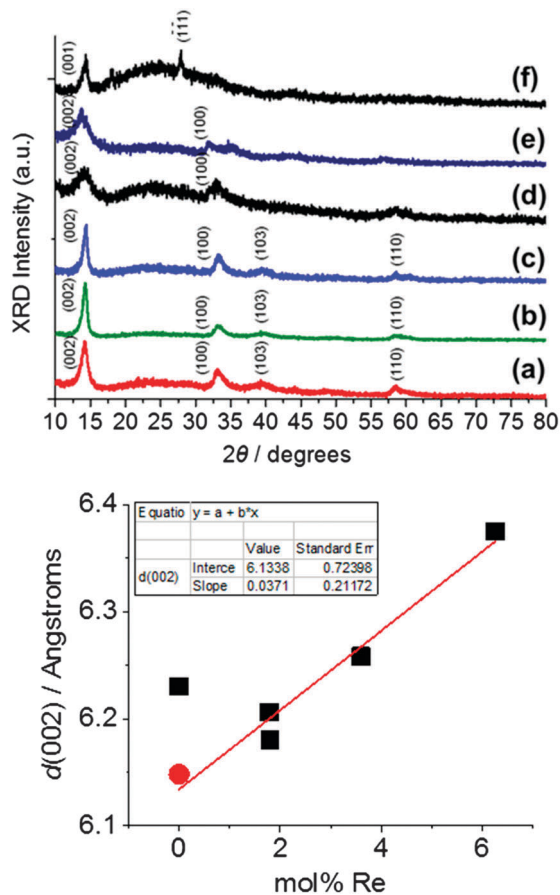 (111)
(001)
(f)
(002)
(100)
(e)
(002)
(100)
(d)
(002)
(100)
(103)
(110)
(c)
(002)
(100)
(103)
(110)
(b)
(002)
(100)
(103)
(110)
(a)
XRD Intensity (a.u.)
10 15 20 25 30 35 40 45 50 55 60 65 70 75 80
2θ / degrees
6.4
Equatio y = a + b*x
Value Standard Err
d(002) Interce 6.1338 0.72398
Slope 0.0371 0.21172
6.3
6.2
6.1
d(002) / Angstroms
0 2 4 6
mol% Re